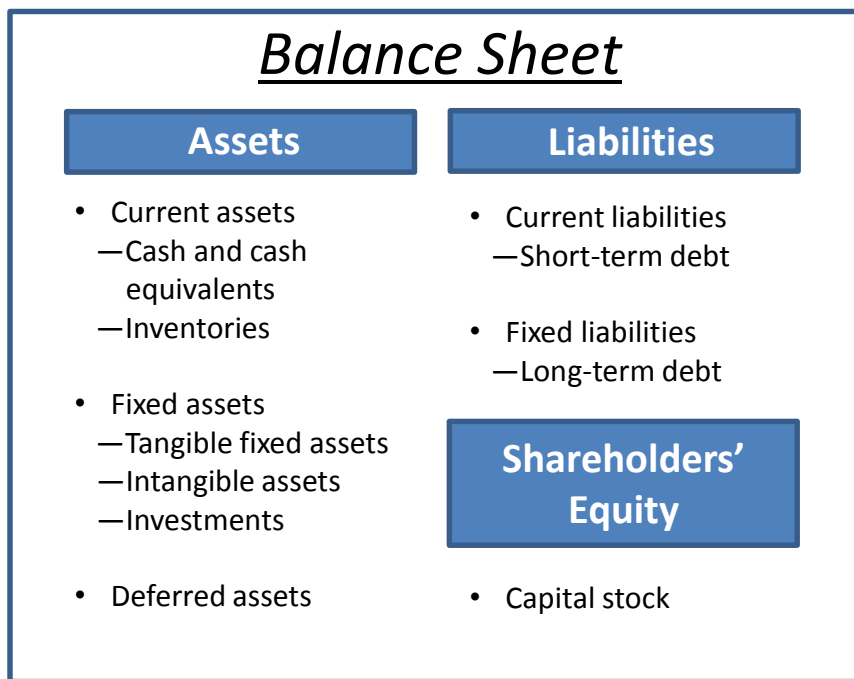 Balance Sheet
Assets
• Current assets
—Cash and cash
equivalents
—Inventories
• Fixed assets
—Tangible fixed assets
—Intangible assets
—Investments
• Deferred assets
Liabilities
• Current liabilities
—Short-term debt
• Fixed liabilities
—Long-term debt
Shareholders’
Equity
• Capital stock